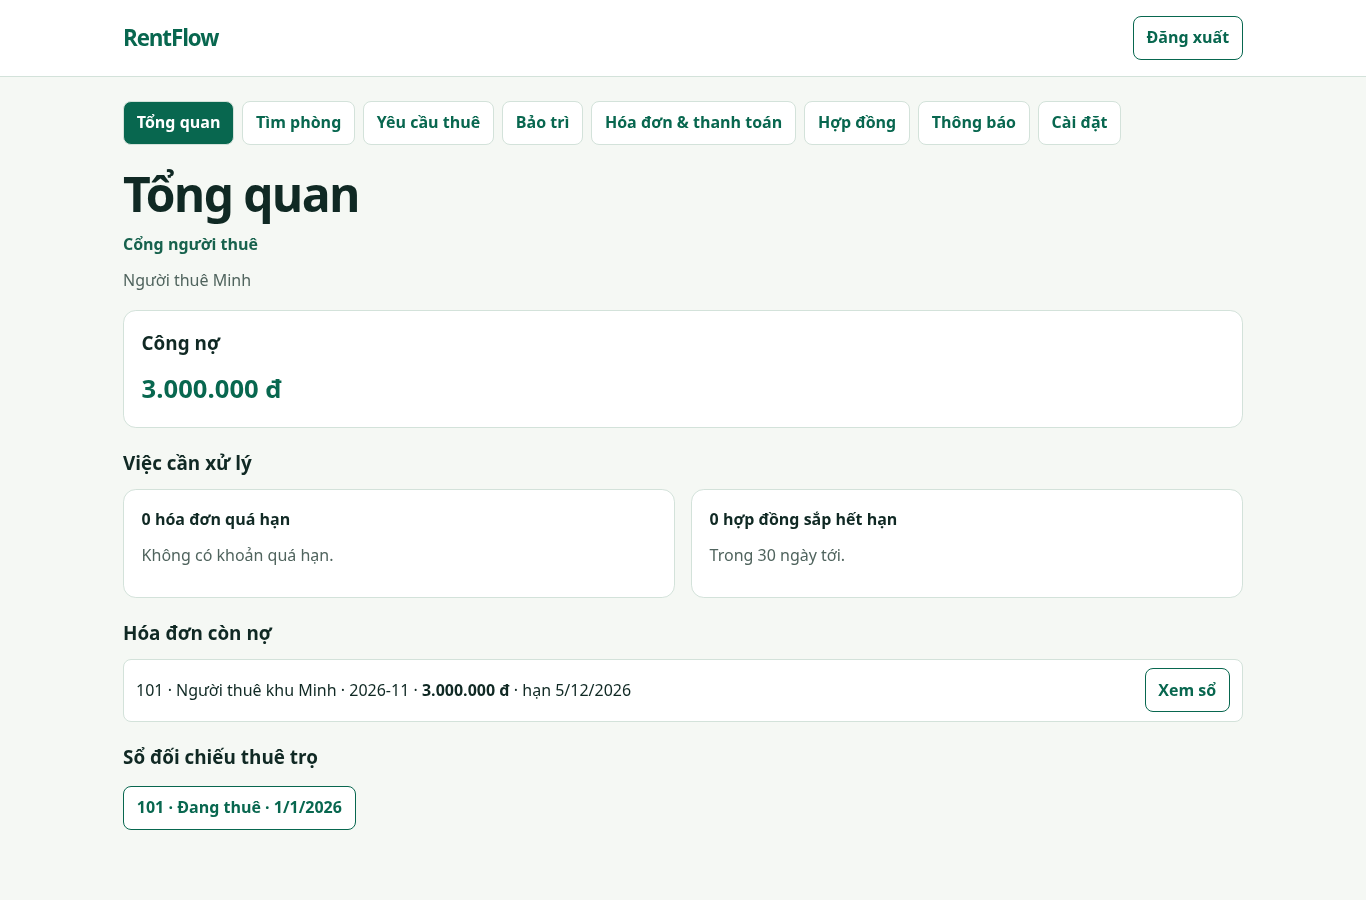 RentFlow
Đăng xuất
Tổng quan
Tìm phòng
Yêu cầu thuê
Bảo trì
Hóa đơn & thanh toán
Hợp đồng
Thông báo
Cài đặt
Tổng quan
Cổng người thuê
Người thuê Minh
Công nợ
3.000.000 đ
Việc cần xử lý
0 hóa đơn quá hạn
Không có khoản quá hạn.
0 hợp đồng sắp hết hạn
Trong 30 ngày tới.
Hóa đơn còn nợ
101 · Người thuê khu Minh · 2026-11 · 3.000.000 đ · hạn 5/12/2026
Xem sổ
Sổ đối chiếu thuê trọ
101 · Đang thuê · 1/1/2026